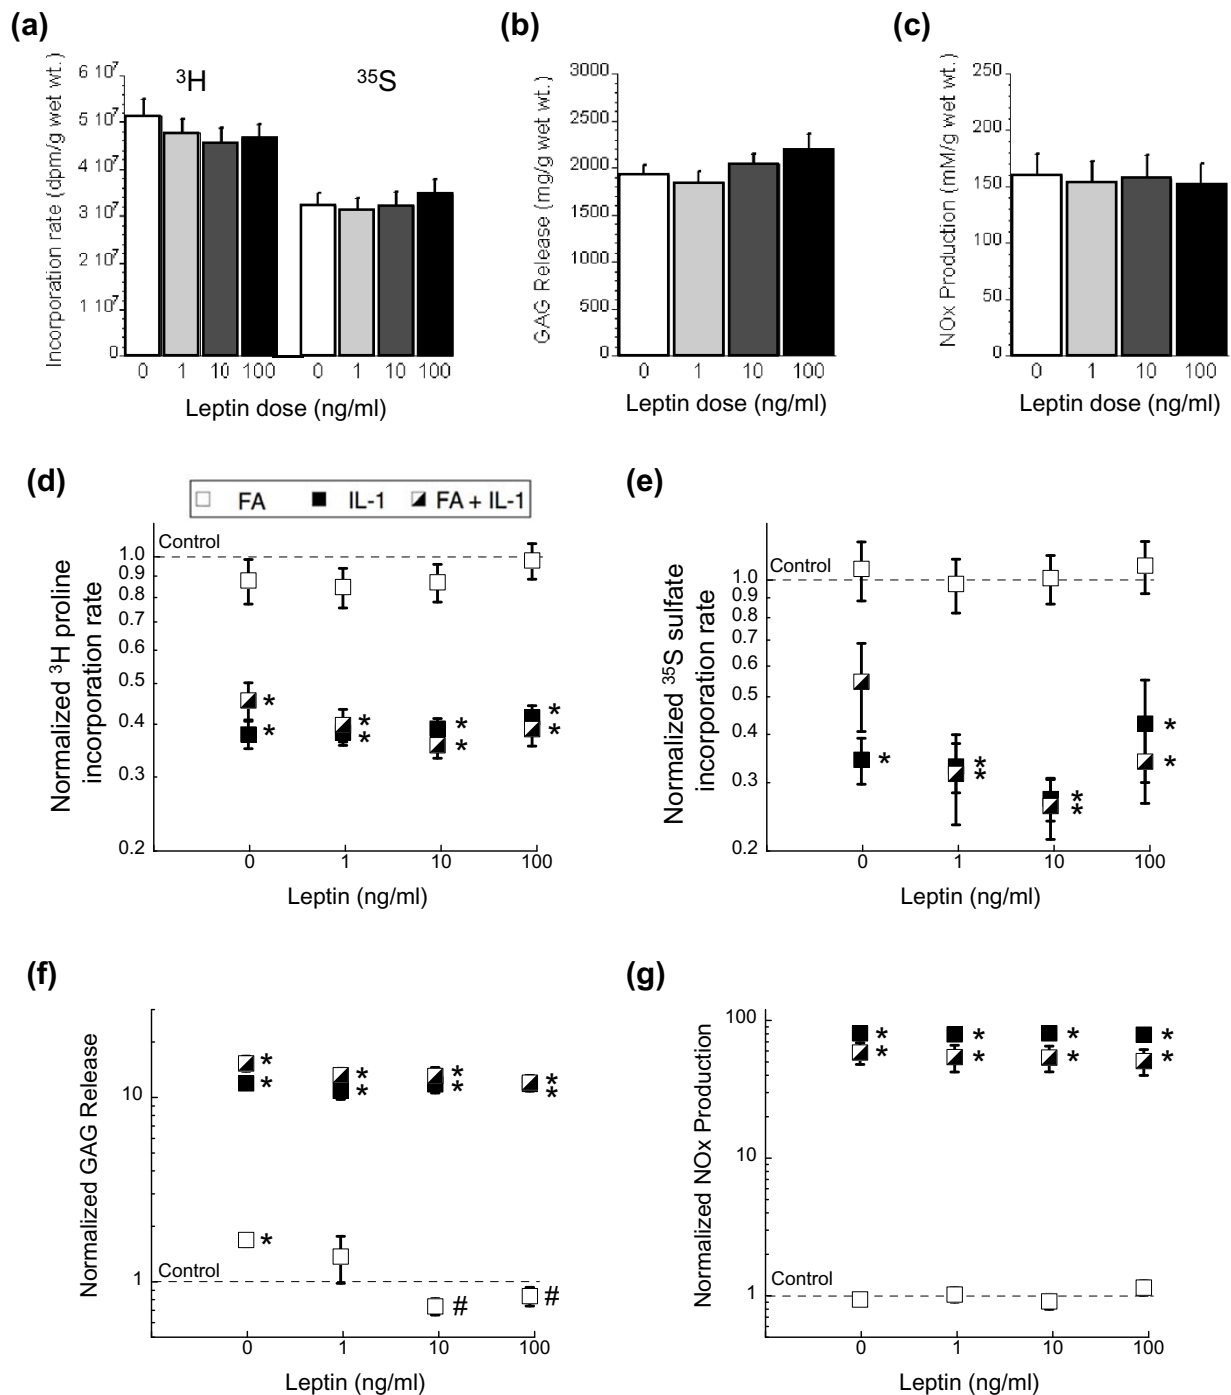 (a)
(b)
(c)
Incorporation rate (dpm/g wet wt.)
6 10⁷
5 10⁷
4 10⁷
3 10⁷
2 10⁷
1 10⁷
0
³H
³⁵S
0 1 10 100 0 1 10 100
Leptin dose (ng/ml)
GAG Release (mg/g wet wt.)
3000
2500
2000
1500
1000
500
0
0 1 10 100
Leptin dose (ng/ml)
NOx Production (mM/g wet wt.)
250
200
150
100
50
0
0 1 10 100
Leptin dose (ng/ml)
(d)
FA IL-1 FA + IL-1
Normalized ³H proline
incorporation rate
Control
1.0
0.9
0.8
0.7
0.6
0.5
0.4
0.3
0.2
*
*
*
*
*
*
*
*
0 1 10 100
Leptin (ng/ml)
(e)
Normalized ³⁵S sulfate
incorporation rate
Control
1.0
0.9
0.8
0.7
0.6
0.5
0.4
0.3
0.2
*
*
*
*
*
*
*
0 1 10 100
Leptin (ng/ml)
(f)
Normalized GAG Release
10
1
Control
*
*
*
*
*
*
*
*
*
#
#
0 1 10 100
Leptin (ng/ml)
(g)
Normalized NOx Production
100
10
1
Control
* * * *
* * * *
0 1 10 100
Leptin (ng/ml)